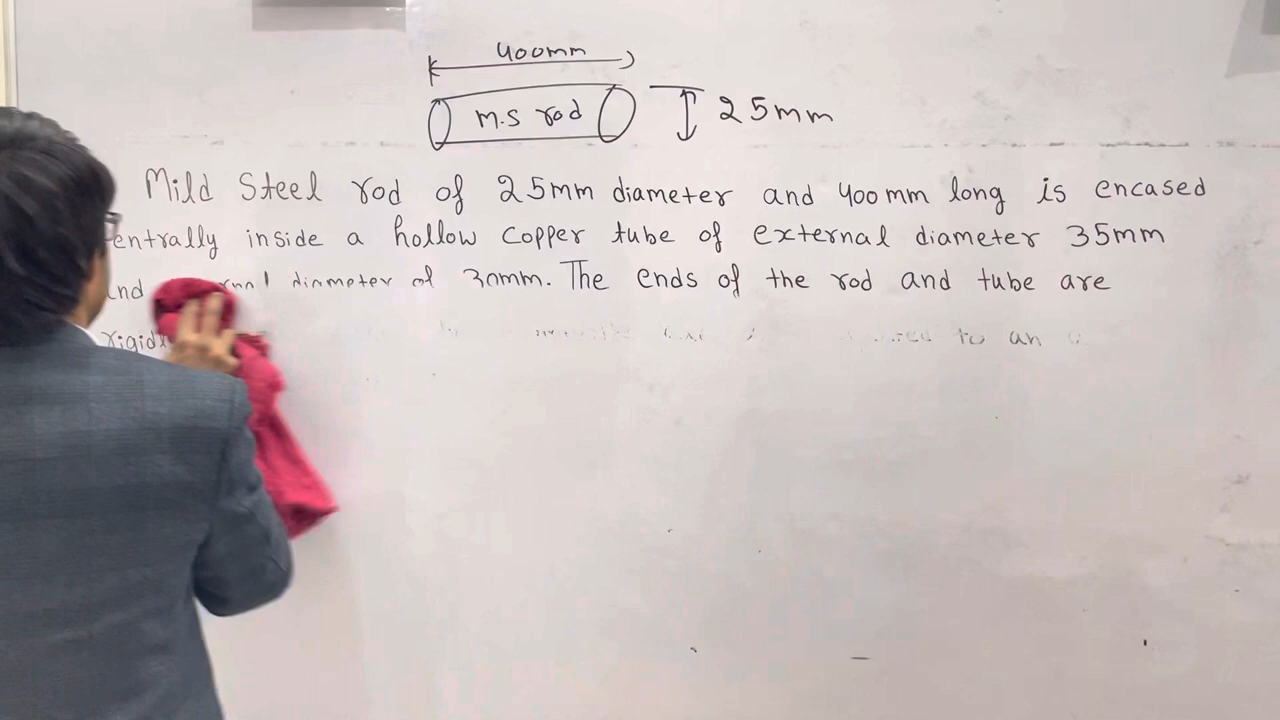 400mm
m.s rod
25mm
Mild Steel rod of 25mm diameter and 400mm long is encased
entrally inside a hollow copper tube of external diameter 35mm
nd diameter of 30mm. The ends of the rod and tube are
rigid to an